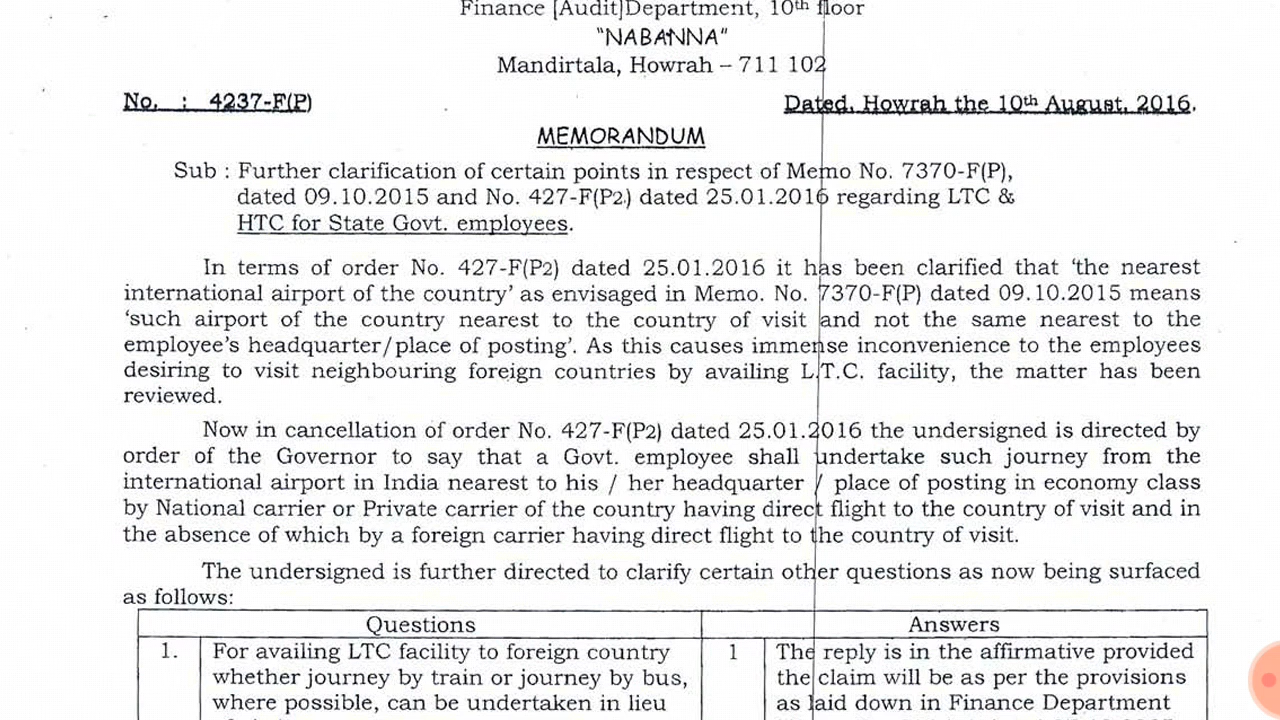 Finance [Audit]Department, 10th floor
"NABANNA"
Mandirtala, Howrah – 711 102
No. : 4237-F(P)
Dated, Howrah the 10th August, 2016.
MEMORANDUM
Sub : Further clarification of certain points in respect of Memo No. 7370-F(P),
dated 09.10.2015 and No. 427-F(P2) dated 25.01.2016 regarding LTC &
HTC for State Govt. employees.
In terms of order No. 427-F(P2) dated 25.01.2016 it has been clarified that 'the nearest
international airport of the country' as envisaged in Memo. No. 7370-F(P) dated 09.10.2015 means
'such airport of the country nearest to the country of visit and not the same nearest to the
employee's headquarter/place of posting'. As this causes immense inconvenience to the employees
desiring to visit neighbouring foreign countries by availing L.T.C. facility, the matter has been
reviewed.
Now in cancellation of order No. 427-F(P2) dated 25.01.2016 the undersigned is directed by
order of the Governor to say that a Govt. employee shall undertake such journey from the
international airport in India nearest to his / her headquarter / place of posting in economy class
by National carrier or Private carrier of the country having direct flight to the country of visit and in
the absence of which by a foreign carrier having direct flight to the country of visit.
The undersigned is further directed to clarify certain other questions as now being surfaced
as follows:
Questions
Answers
1. For availing LTC facility to foreign country
whether journey by train or journey by bus,
where possible, can be undertaken in lieu
1 The reply is in the affirmative provided
the claim will be as per the provisions
as laid down in Finance Department